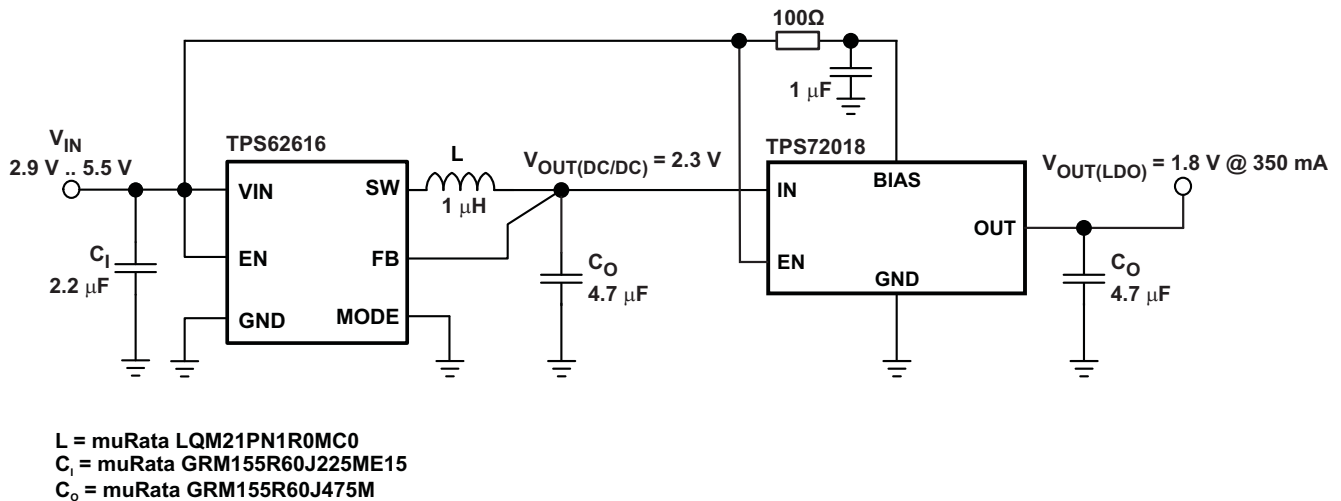 100Ω
1 μF
V_IN
2.9 V .. 5.5 V
TPS62616
L
1 μH
V_OUT(DC/DC) = 2.3 V
TPS72018
V_OUT(LDO) = 1.8 V @ 350 mA
VIN
SW
IN
BIAS
OUT
C_I
2.2 μF
EN
FB
C_O
4.7 μF
EN
GND
C_O
4.7 μF
GND
MODE
L = muRata LQM21PN1R0MC0
C_I = muRata GRM155R60J225ME15
C_O = muRata GRM155R60J475M